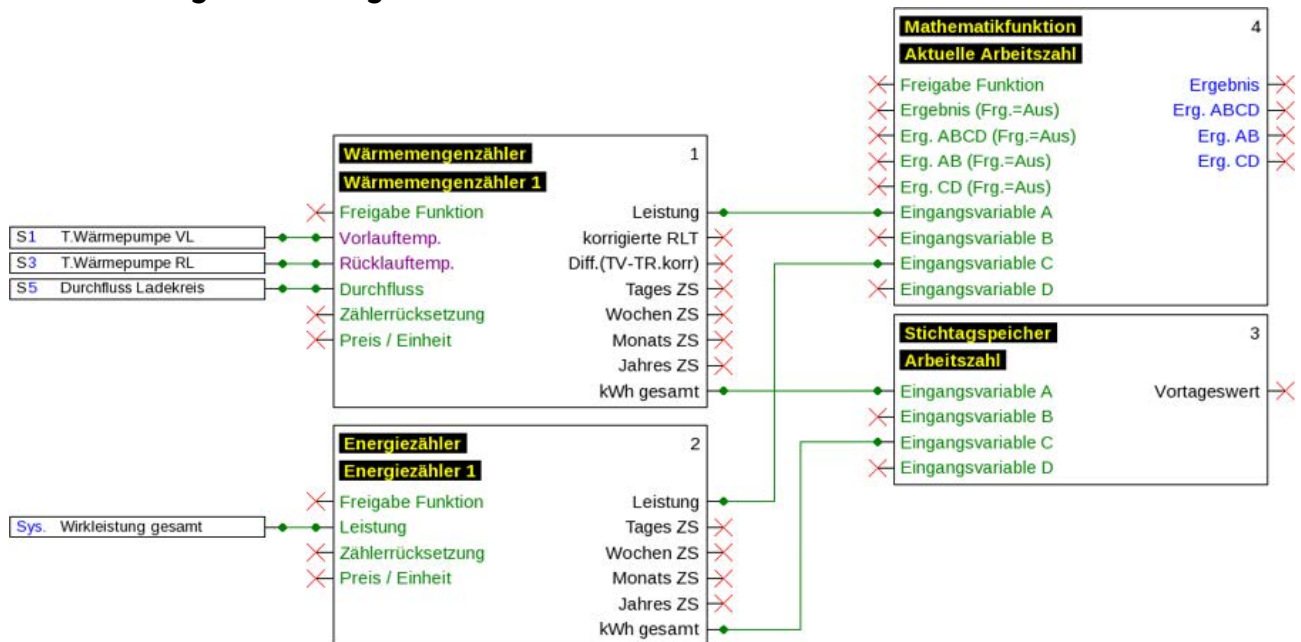 Mathematikfunktion 4
Aktuelle Arbeitszahl
Freigabe Funktion Ergebnis
Ergebnis (Frg.=Aus) Erg. ABCD
Erg. ABCD (Frg.=Aus) Erg. AB
Erg. AB (Frg.=Aus) Erg. CD
Erg. CD (Frg.=Aus)
Eingangsvariable A
Eingangsvariable B
Eingangsvariable C
Eingangsvariable D
Wärmemengenzähler 1
Wärmemengenzähler 1
Freigabe Funktion Leistung
S1 T.Wärmepumpe VL Vorlauftemp. korrigierte RLT
S3 T.Wärmepumpe RL Rücklauftemp. Diff.(TV-TR.korr)
S5 Durchfluss Ladekreis Durchfluss Tages ZS
Zählerrücksetzung Wochen ZS
Preis / Einheit Monats ZS
Jahres ZS
kWh gesamt
Stichtagspeicher 3
Arbeitszahl
Eingangsvariable A Vortageswert
Eingangsvariable B
Eingangsvariable C
Eingangsvariable D
Energiezähler 2
Energiezähler 1
Freigabe Funktion Leistung
Sys. Wirkleistung gesamt Leistung Tages ZS
Zählerrücksetzung Wochen ZS
Preis / Einheit Monats ZS
Jahres ZS
kWh gesamt